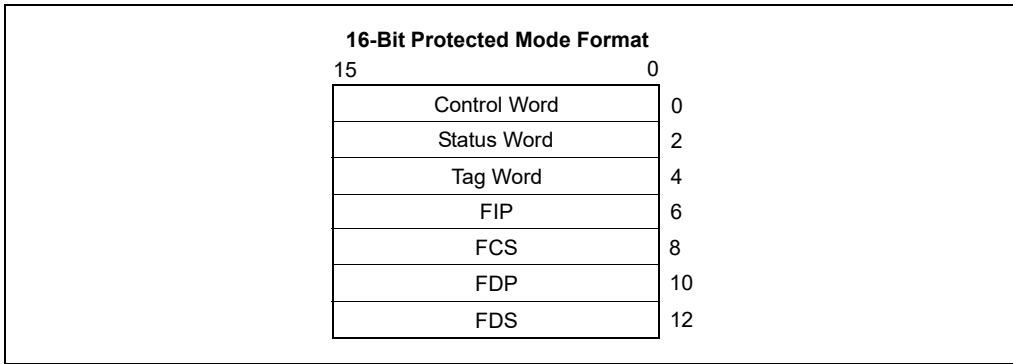 16-Bit Protected Mode Format
15 0
Control Word 0
Status Word 2
Tag Word 4
FIP 6
FCS 8
FDP 10
FDS 12